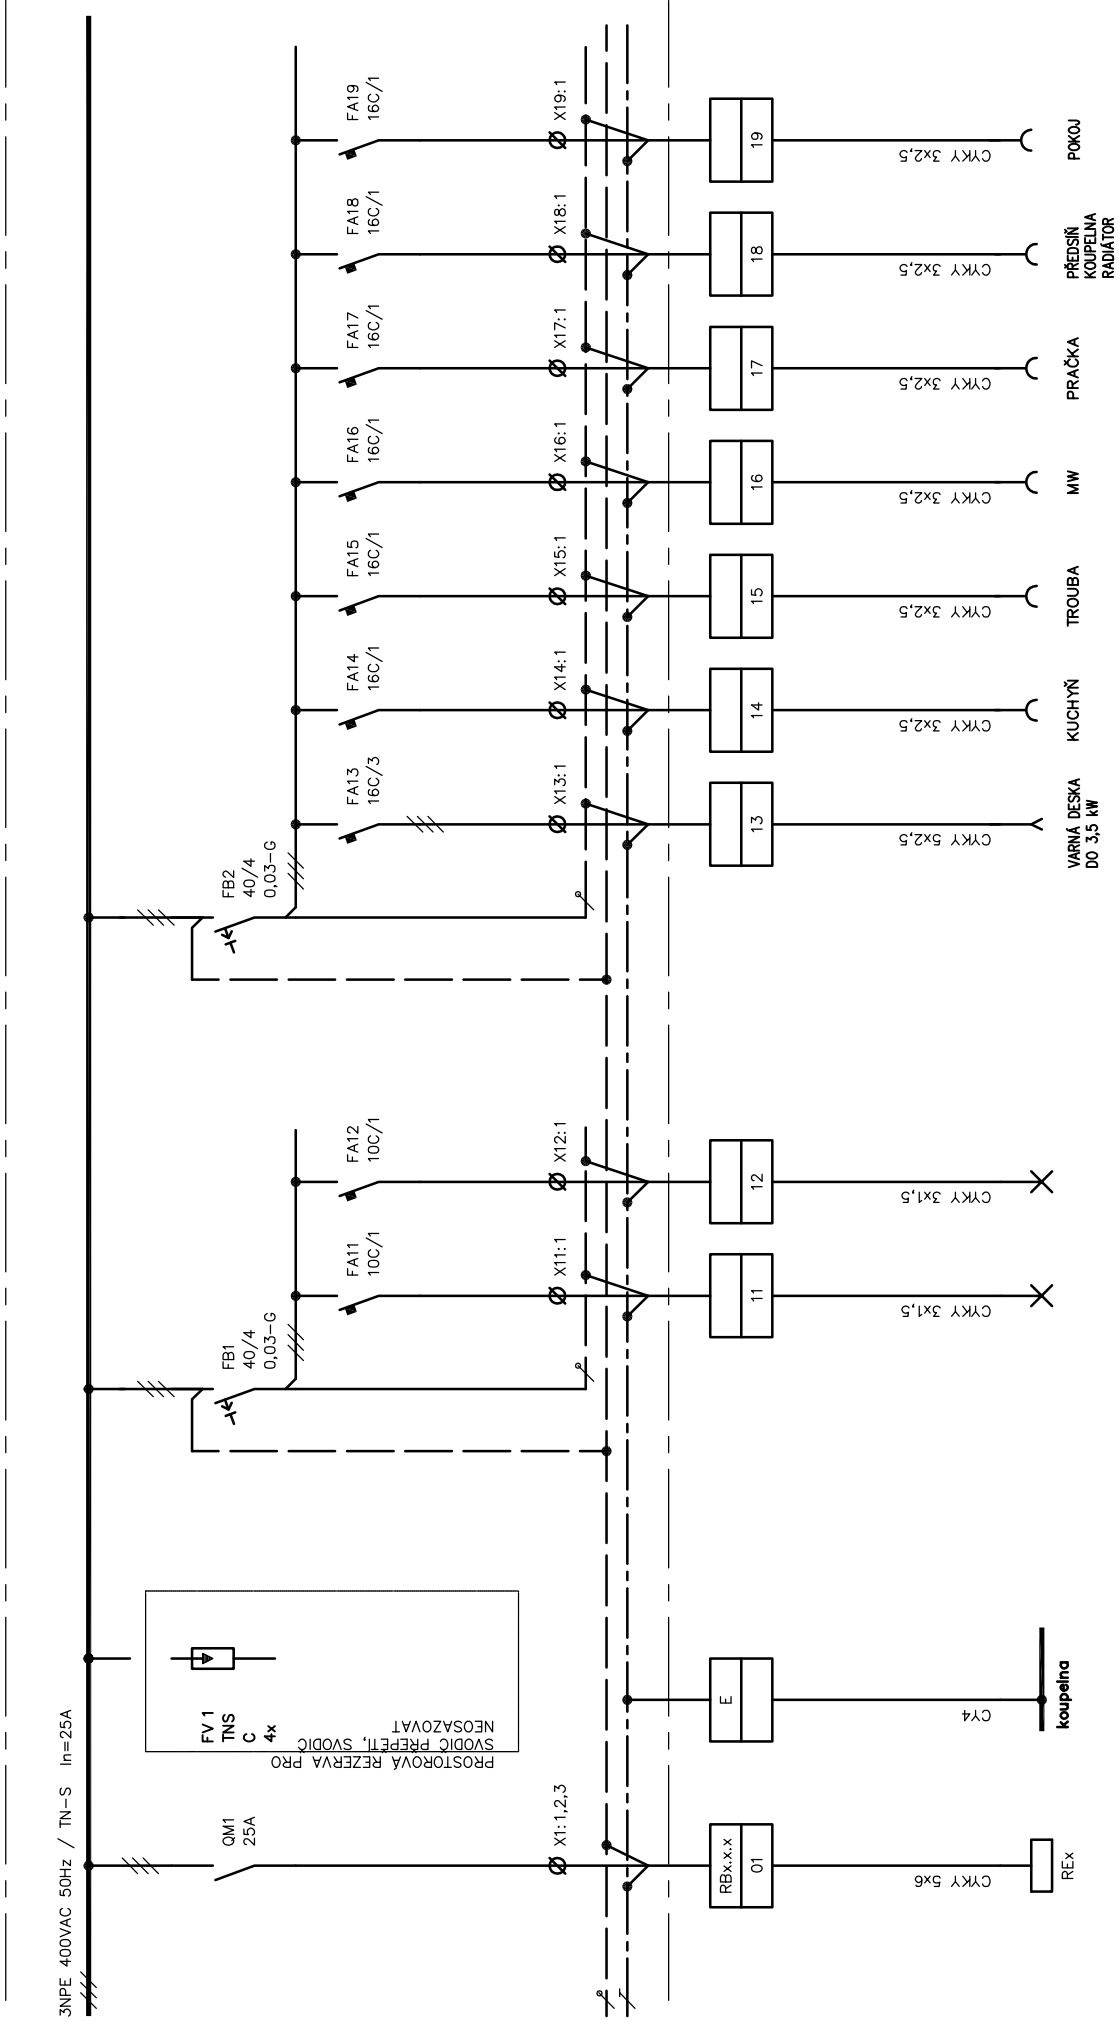 3NPE 400VAC 50Hz / TN-S In=25A
QM1
25A
X1:1,2,3
RBx.x.x
01
CYKY 5x6
REx
FV 1
TNS
C
4x
PROSTOROVÁ REZERVA PRO
SVODIČ PŘEPĚTÍ, SVODIČ
NEOSAZOVAT
E
CY4
koupelna
FB1
40/4
0,03-G
FA11
10C/1
X11:1
11
CYKY 3x1,5
FA12
10C/1
X12:1
12
CYKY 3x1,5
FB2
40/4
0,03-G
FA13
16C/3
X13:1
13
CYKY 5x2,5
VARNÁ DESKA
DO 3,5 kW
FA14
16C/1
X14:1
14
CYKY 3x2,5
KUCHYŇ
FA15
16C/1
X15:1
15
CYKY 3x2,5
TROUBA
FA16
16C/1
X16:1
16
CYKY 3x2,5
MW
FA17
16C/1
X17:1
17
CYKY 3x2,5
PRAČKA
FA18
16C/1
X18:1
18
CYKY 3x2,5
PŘEDSÍŇ
KOUPELNA
RADIÁTOR
FA19
16C/1
X19:1
19
CYKY 3x2,5
POKOJ